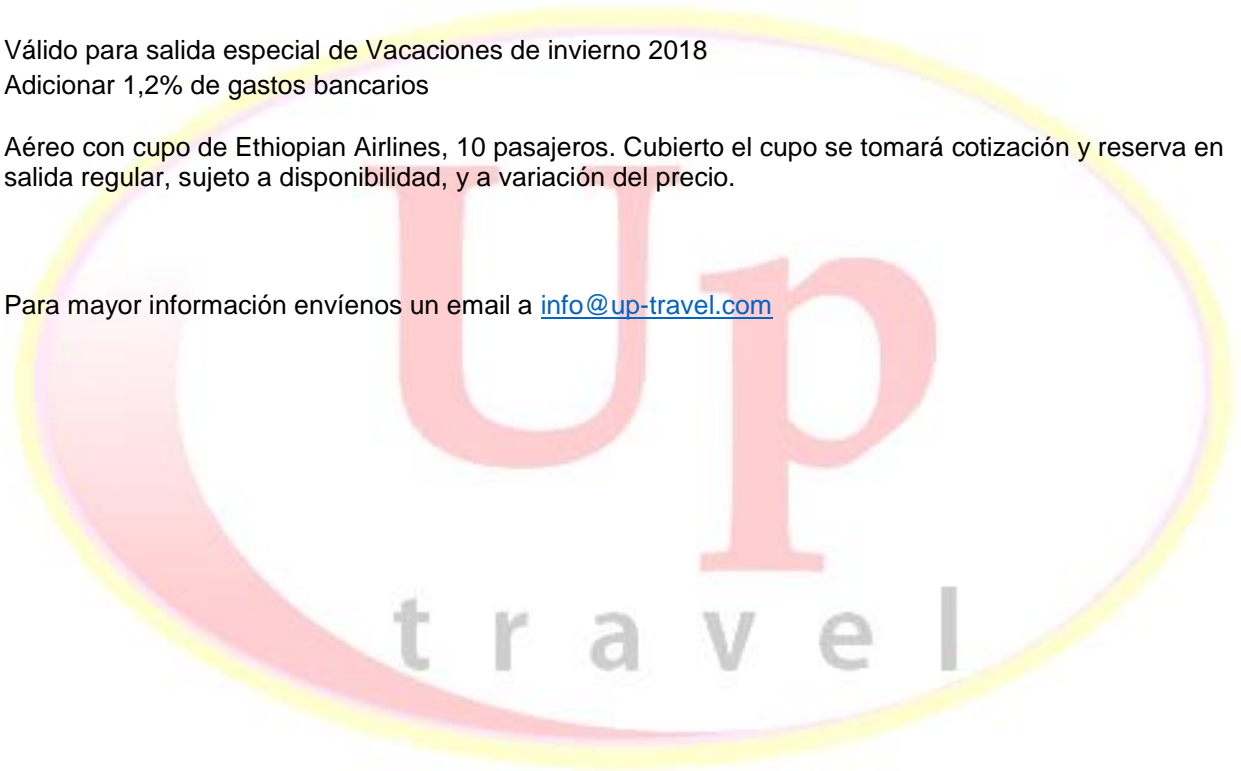 Válido para salida especial de Vacaciones de invierno 2018
Adicionar 1,2% de gastos bancarios
Aéreo con cupo de Ethiopian Airlines, 10 pasajeros. Cubierto el cupo se tomará cotización y reserva en
salida regular, sujeto a disponibilidad, y a variación del precio.
Para mayor información envíenos un email a info@up-travel.com
Up
travel